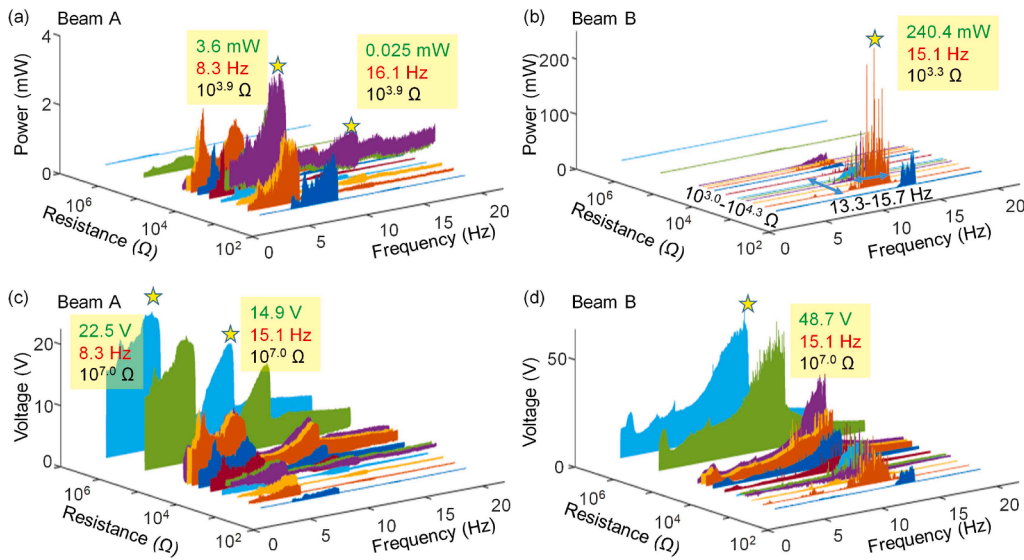 (a) Beam A
3.6 mW
8.3 Hz
10^3.9 Ω
0.025 mW
16.1 Hz
10^3.9 Ω
Power (mW)
4
2
0
10^6
10^4
10^2
Resistance (Ω)
0
5
10
15
20
Frequency (Hz)
(b) Beam B
240.4 mW
15.1 Hz
10^3.3 Ω
Power (mW)
200
100
0
10^6
10^4
10^2
Resistance (Ω)
10^3.0-10^4.3 Ω
13.3-15.7 Hz
0
5
10
15
20
Frequency (Hz)
(c) Beam A
22.5 V
8.3 Hz
10^7.0 Ω
14.9 V
15.1 Hz
10^7.0 Ω
Voltage (V)
20
10
0
10^6
10^4
10^2
Resistance (Ω)
0
5
10
15
20
Frequency (Hz)
(d) Beam B
48.7 V
15.1 Hz
10^7.0 Ω
Voltage (V)
50
0
10^6
10^4
10^2
Resistance (Ω)
0
5
10
15
20
Frequency (Hz)